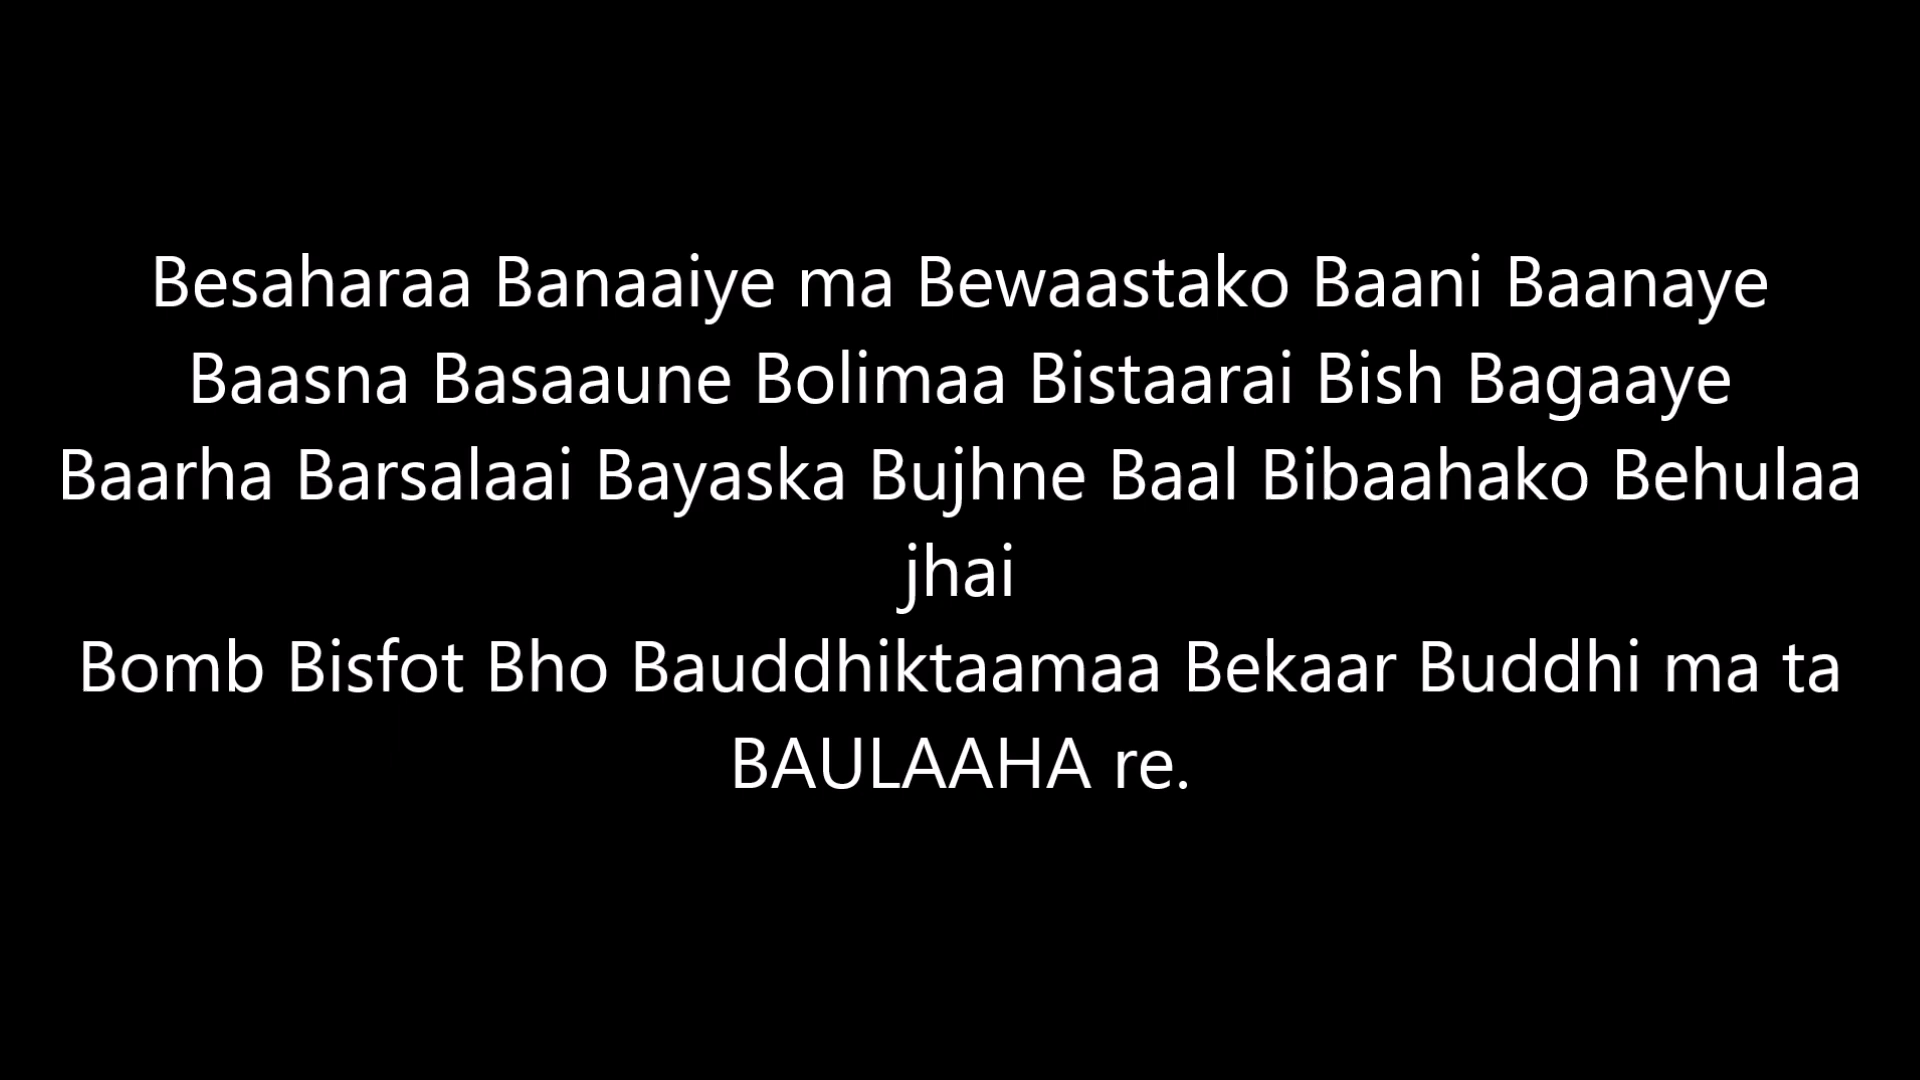 Besaharaa Banaaiye ma Bewaastako Baani Baanaye
Baasna Basaaune Bolimaa Bistaarai Bish Bagaaye
Baarha Barsalaai Bayaska Bujhne Baal Bibaahako Behulaa
jhai
Bomb Bisfot Bho Bauddhiktaamaa Bekaar Buddhi ma ta
BAULAAHA re.